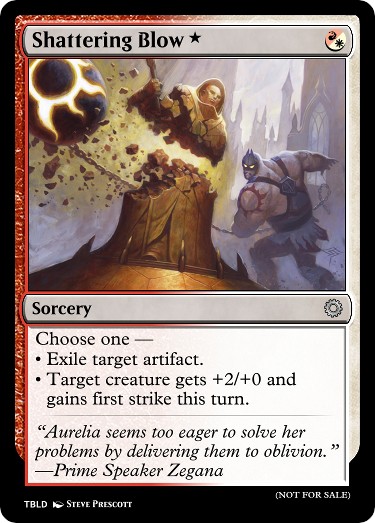 Shattering Blow ★
Sorcery
Choose one —
• Exile target artifact.
• Target creature gets +2/+0 and
gains first strike this turn.
“Aurelia seems too eager to solve her
problems by delivering them to oblivion.”
—Prime Speaker Zegana
(NOT FOR SALE)
TBLD Steve Prescott